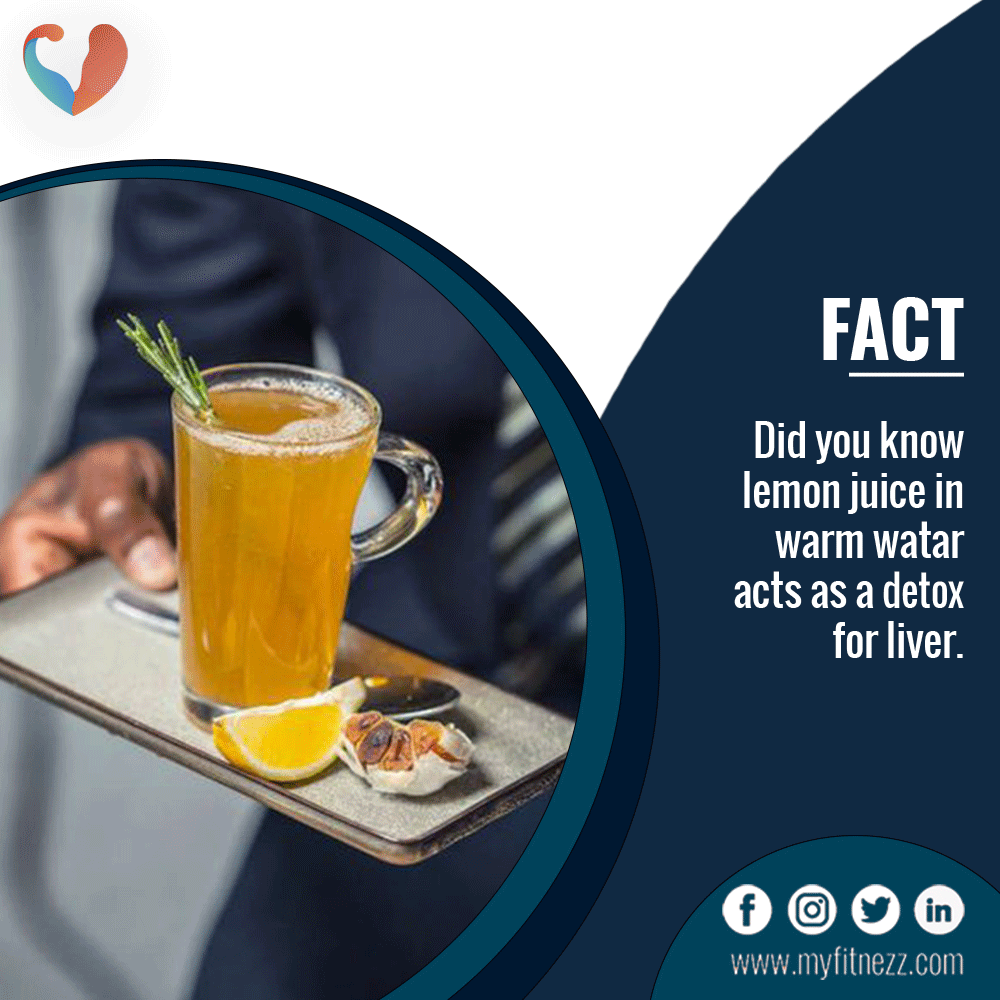 FACT
Did you know
lemon juice in
warm watar
acts as a detox
for liver.
www.myfitnezz.com